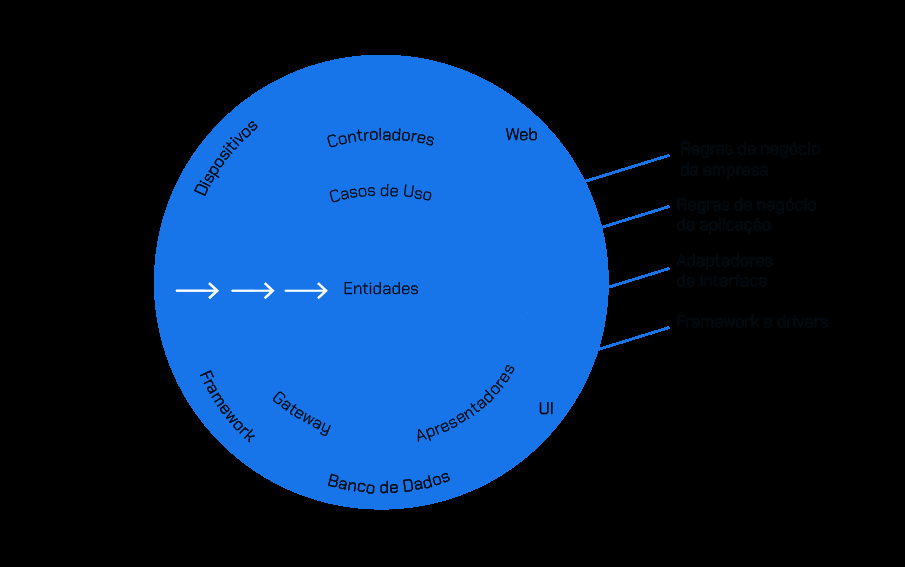 Dispositivos
Controladores
Web
Casos de Uso
Entidades
Framework
Gateway
Apresentadores
UI
Banco de Dados
Regras de negócio
da empresa
Regras de negócio
da aplicação
Adaptadores
de interface
Framework e drivers